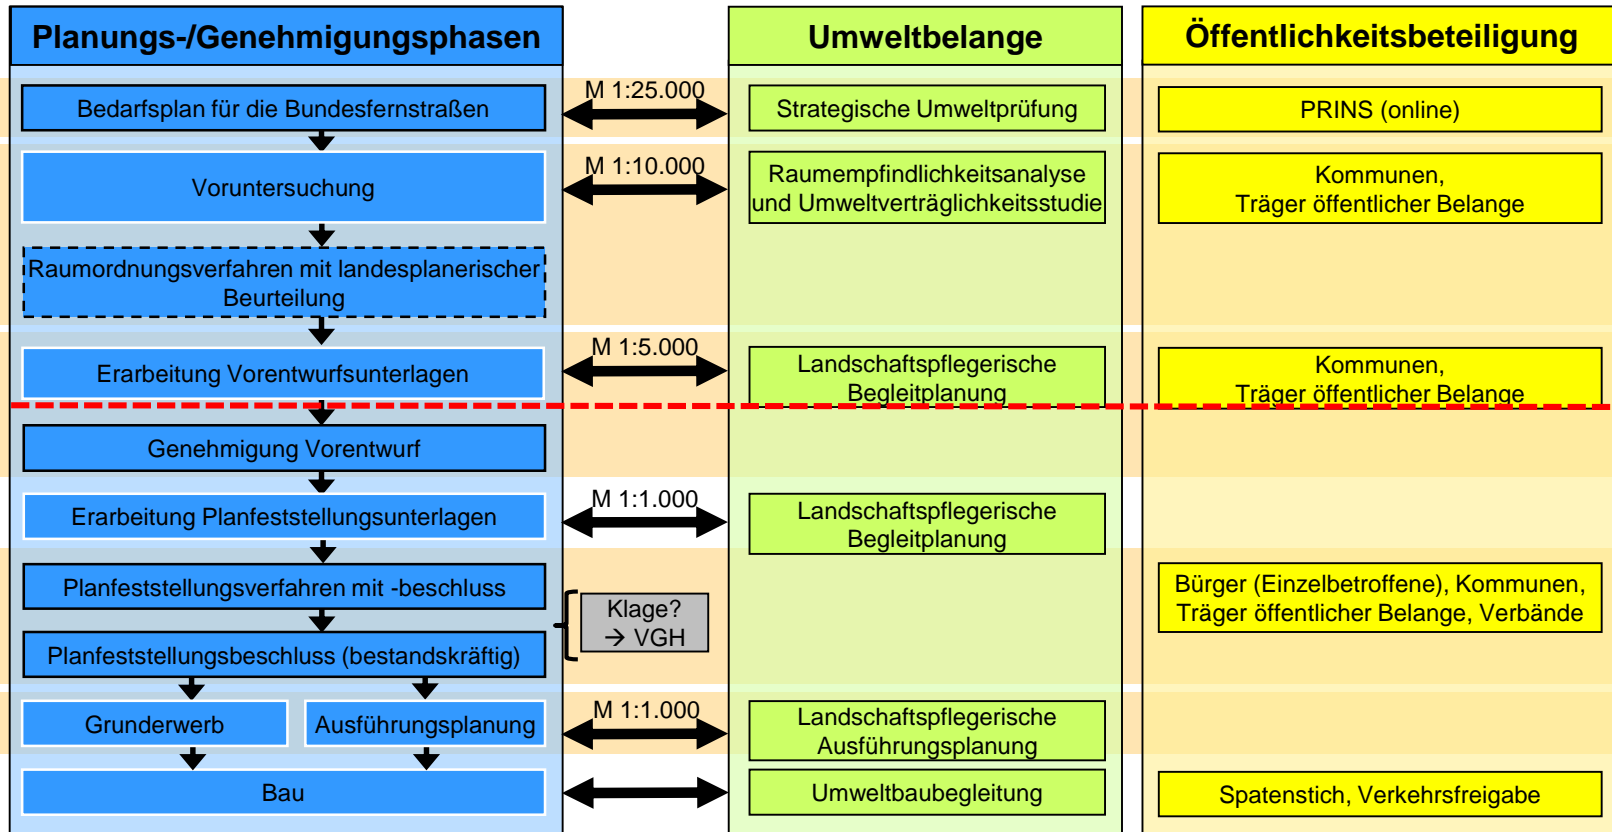 Planungs-/Genehmigungsphasen
Umweltbelange
Öffentlichkeitsbeteiligung
Bedarfsplan für die Bundesfernstraßen
M 1:25.000
Strategische Umweltprüfung
PRINS (online)
Voruntersuchung
M 1:10.000
Raumempfindlichkeitsanalyse
und Umweltverträglichkeitsstudie
Kommunen,
Träger öffentlicher Belange
Raumordnungsverfahren mit landesplanerischer
Beurteilung
Erarbeitung Vorentwurfsunterlagen
M 1:5.000
Landschaftspflegerische
Begleitplanung
Kommunen,
Träger öffentlicher Belange
Genehmigung Vorentwurf
Erarbeitung Planfeststellungsunterlagen
M 1:1.000
Landschaftspflegerische
Begleitplanung
Planfeststellungsverfahren mit -beschluss
Klage?
→ VGH
Bürger (Einzelbetroffene), Kommunen,
Träger öffentlicher Belange, Verbände
Planfeststellungsbeschluss (bestandskräftig)
Grunderwerb
Ausführungsplanung
M 1:1.000
Landschaftspflegerische
Ausführungsplanung
Bau
Umweltbaubegleitung
Spatenstich, Verkehrsfreigabe